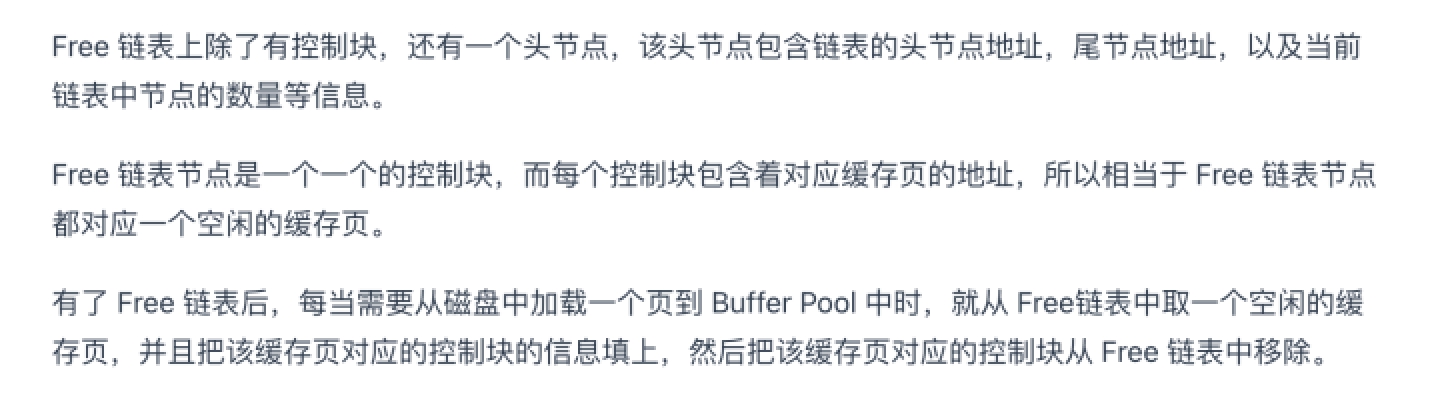 Free 链表上除了有控制块，还有一个头节点，该头节点包含链表的头节点地址，尾节点地址，以及当前
链表中节点的数量等信息。
Free 链表节点是一个一个的控制块，而每个控制块包含着对应缓存页的地址，所以相当于 Free 链表节点
都对应一个空闲的缓存页。
有了 Free 链表后，每当需要从磁盘中加载一个页到 Buffer Pool 中时，就从 Free链表中取一个空闲的缓
存页，并且把该缓存页对应的控制块的信息填上，然后把该缓存页对应的控制块从 Free 链表中移除。